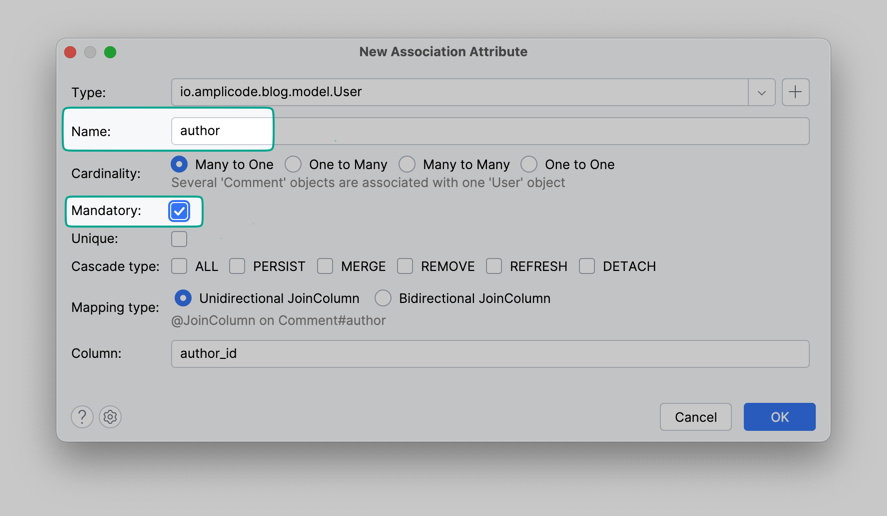 New Association Attribute
Type: io.amplicode.blog.model.User
Name: author
Cardinality: Many to One One to Many Many to Many One to One
Several 'Comment' objects are associated with one 'User' object
Mandatory:
Unique:
Cascade type: ALL PERSIST MERGE REMOVE REFRESH DETACH
Mapping type: Unidirectional JoinColumn Bidirectional JoinColumn
@JoinColumn on Comment#author
Column: author_id
? Cancel OK